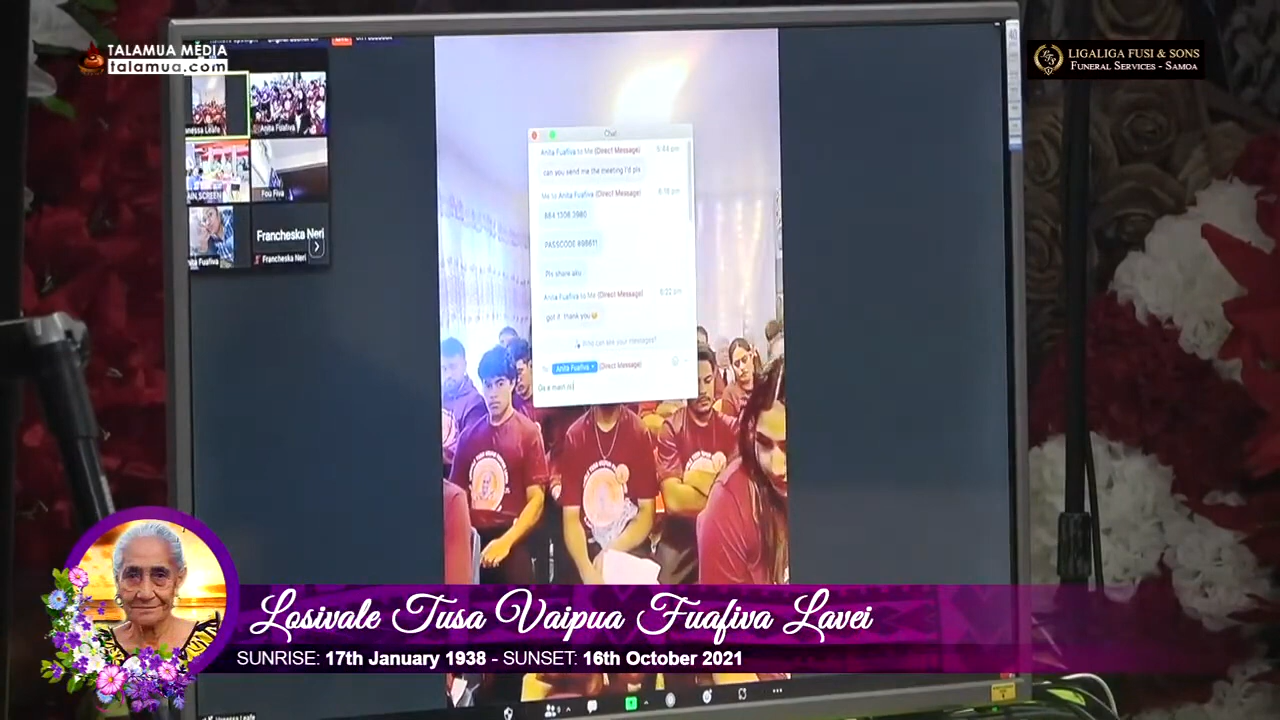 TALAMUA MEDIA
talamua.com
LIGALIGA FUSI & SONS
FUNERAL SERVICES - SAMOA
Anita Fuafiva
Fou Fiva
Francheska Neri
Francheska Neri
Chat
Anita Fuafiva to Me (Direct Message)
can you send me the meeting I'd pls
Me to Anita Fuafiva (Direct Message)
PASSCODE
Pls share aku
Anita Fuafiva to Me (Direct Message)
got it. thank you
Who can see your messages?
Anita Fuafiva (Direct Message)
Losivale Tusa Vaipua Fuafiva Lavei
SUNRISE: 17th January 1938 - SUNSET: 16th October 2021
Vanessa Leafe